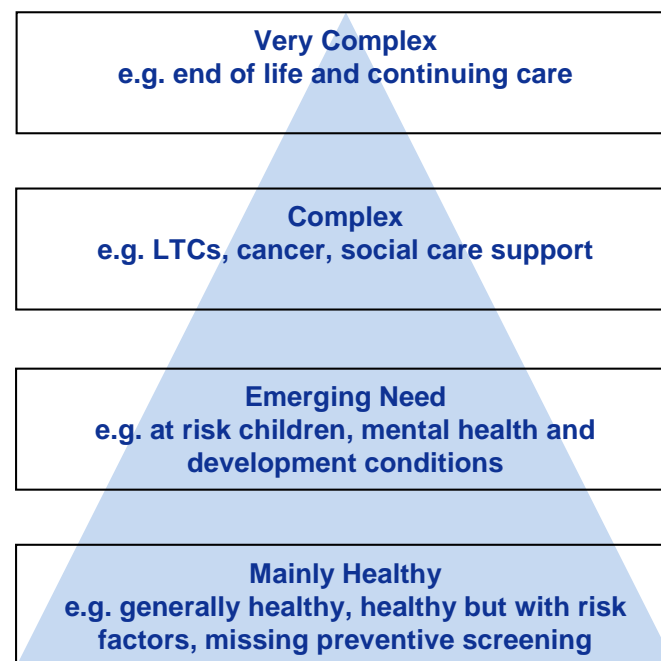 Very Complex
e.g. end of life and continuing care
Complex
e.g. LTCs, cancer, social care support
Emerging Need
e.g. at risk children, mental health and
development conditions
Mainly Healthy
e.g. generally healthy, healthy but with risk
factors, missing preventive screening